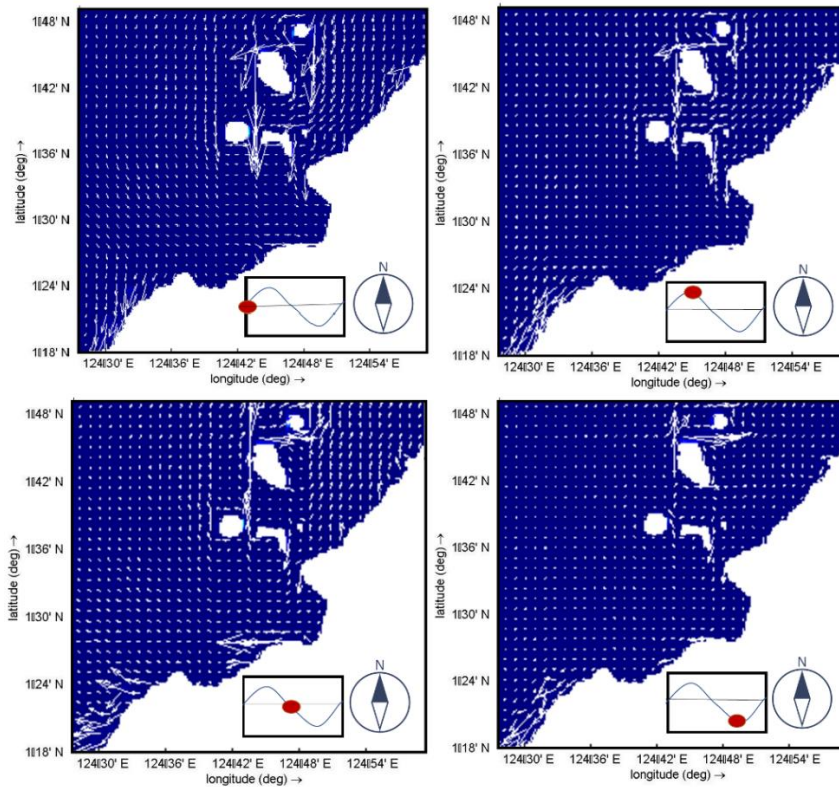 1‖48' N
1‖42' N
1‖36' N
1‖30' N
1‖24' N
1‖18' N
latitude (deg) →
N
124‖30' E 124‖36' E 124‖42' E 124‖48' E 124‖54' E
longitude (deg) →
1‖48' N
1‖42' N
1‖36' N
1‖30' N
1‖24' N
1‖18' N
latitude (deg) →
N
124‖30' E 124‖36' E 124‖42' E 124‖48' E 124‖54' E
longitude (deg) →
1‖48' N
1‖42' N
1‖36' N
1‖30' N
1‖24' N
1‖18' N
latitude (deg) →
N
124‖30' E 124‖36' E 124‖42' E 124‖48' E 124‖54' E
longitude (deg) →
1‖48' N
1‖42' N
1‖36' N
1‖30' N
1‖24' N
1‖18' N
latitude (deg) →
N
124‖30' E 124‖36' E 124‖42' E 124‖48' E 124‖54' E
longitude (deg) →